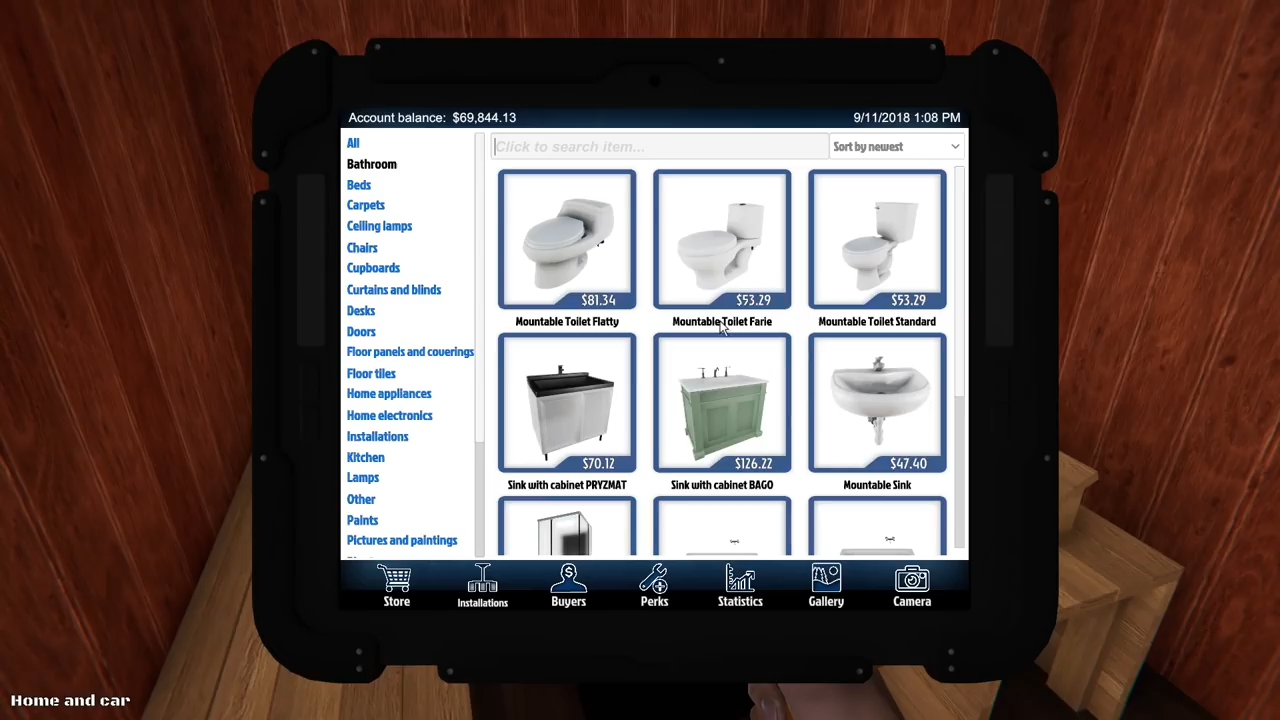 Account balance: $69,844.13
9/11/2018 1:08 PM
All
Bathroom
Beds
Carpets
Ceiling lamps
Chairs
Cupboards
Curtains and blinds
Desks
Doors
Floor panels and coverings
Floor tiles
Home appliances
Home electronics
Installations
Kitchen
Lamps
Other
Paints
Pictures and paintings
Click to search item...
Sort by newest
$81.34
$53.29
$53.29
Mountable Toilet Flatty
Mountable Toilet Farie
Mountable Toilet Standard
$70.12
$126.22
$47.40
Sink with cabinet PRYZMAT
Sink with cabinet BAGO
Mountable Sink
Store
Installations
Buyers
Perks
Statistics
Gallery
Camera
Home and car